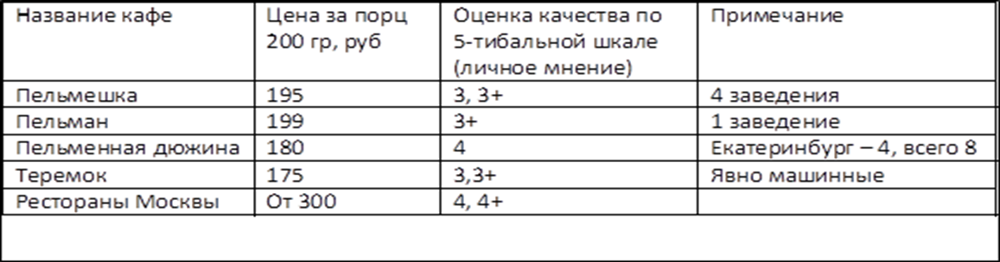 Название кафе Цена за порц Оценка качества по Примечание
200 гр, руб 5-тибальной шкале
(личное мнение)
Пельмешка 195 3, 3+ 4 заведения
Пельман 199 3+ 1 заведение
Пельменная дюжина 180 4 Екатеринбург – 4, всего 8
Теремок 175 3,3+ Явно машинные
Рестораны Москвы От 300 4, 4+